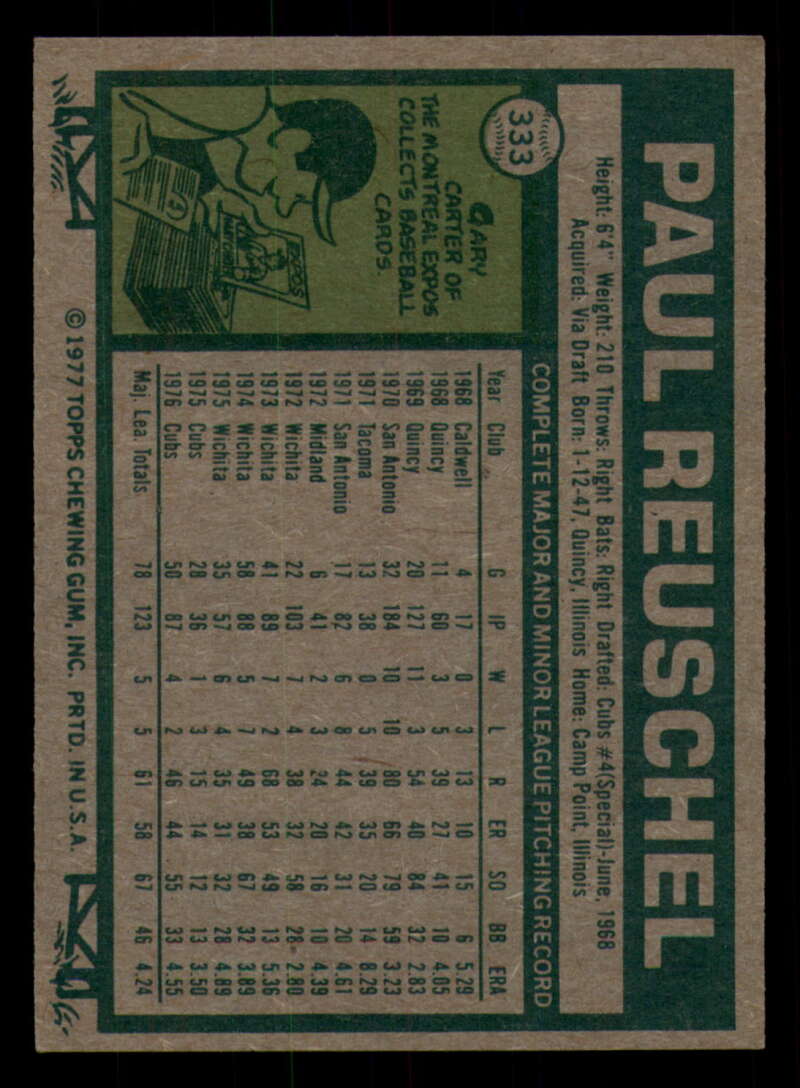 PAUL REUSCHEL
Height: 6'4" Weight: 210 Throws: Right Bats: Right Drafted: Cubs #4(Special)-June, 1968
Acquired: Via Draft Born: 1-12-47, Quincy, Illinois Home: Camp Point, Illinois
333
GARY
CARTER OF
THE MONTREAL EXPOS
COLLECTS BASEBALL
CARDS.
TOPPS
COMPLETE MAJOR AND MINOR LEAGUE PITCHING RECORD
Year Club G IP W L R ER SO BB ERA
1968 Caldwell 4 17 0 3 13 10 15 6 5.29
1968 Quincy 11 60 3 5 39 27 41 10 4.05
1969 Quincy 20 127 11 3 54 40 84 32 2.83
1970 San Antonio 32 184 10 10 80 66 79 59 3.23
1971 Tacoma 13 38 0 5 39 35 20 14 8.29
1971 San Antonio 17 82 6 8 44 42 31 20 4.61
1972 Midland 6 41 2 3 24 20 16 10 4.39
1972 Wichita 22 103 7 4 38 32 58 28 2.80
1973 Wichita 41 89 7 2 68 53 49 13 5.36
1974 Wichita 58 88 5 7 49 38 67 32 3.89
1975 Wichita 35 57 6 4 35 31 32 28 4.89
1975 Cubs 28 36 1 3 15 14 12 13 3.50
1976 Cubs 50 87 4 2 46 44 55 33 4.55
Maj. Lea. Totals 78 123 5 5 61 58 67 46 4.24
© 1977 TOPPS CHEWING GUM, INC. PRTD. IN U.S.A.